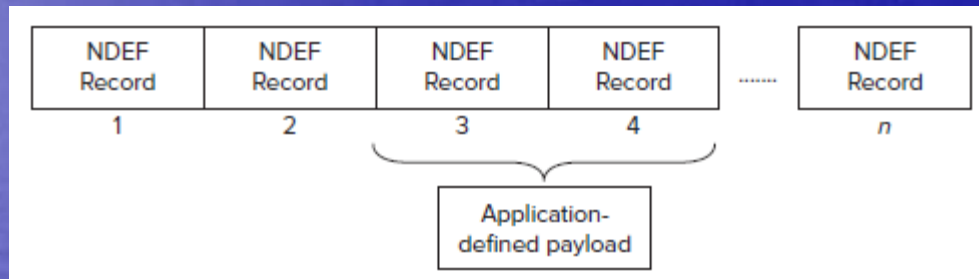 NDEF
Record
NDEF
Record
NDEF
Record
NDEF
Record
........
NDEF
Record
1
2
3
4
n
Application-
defined payload